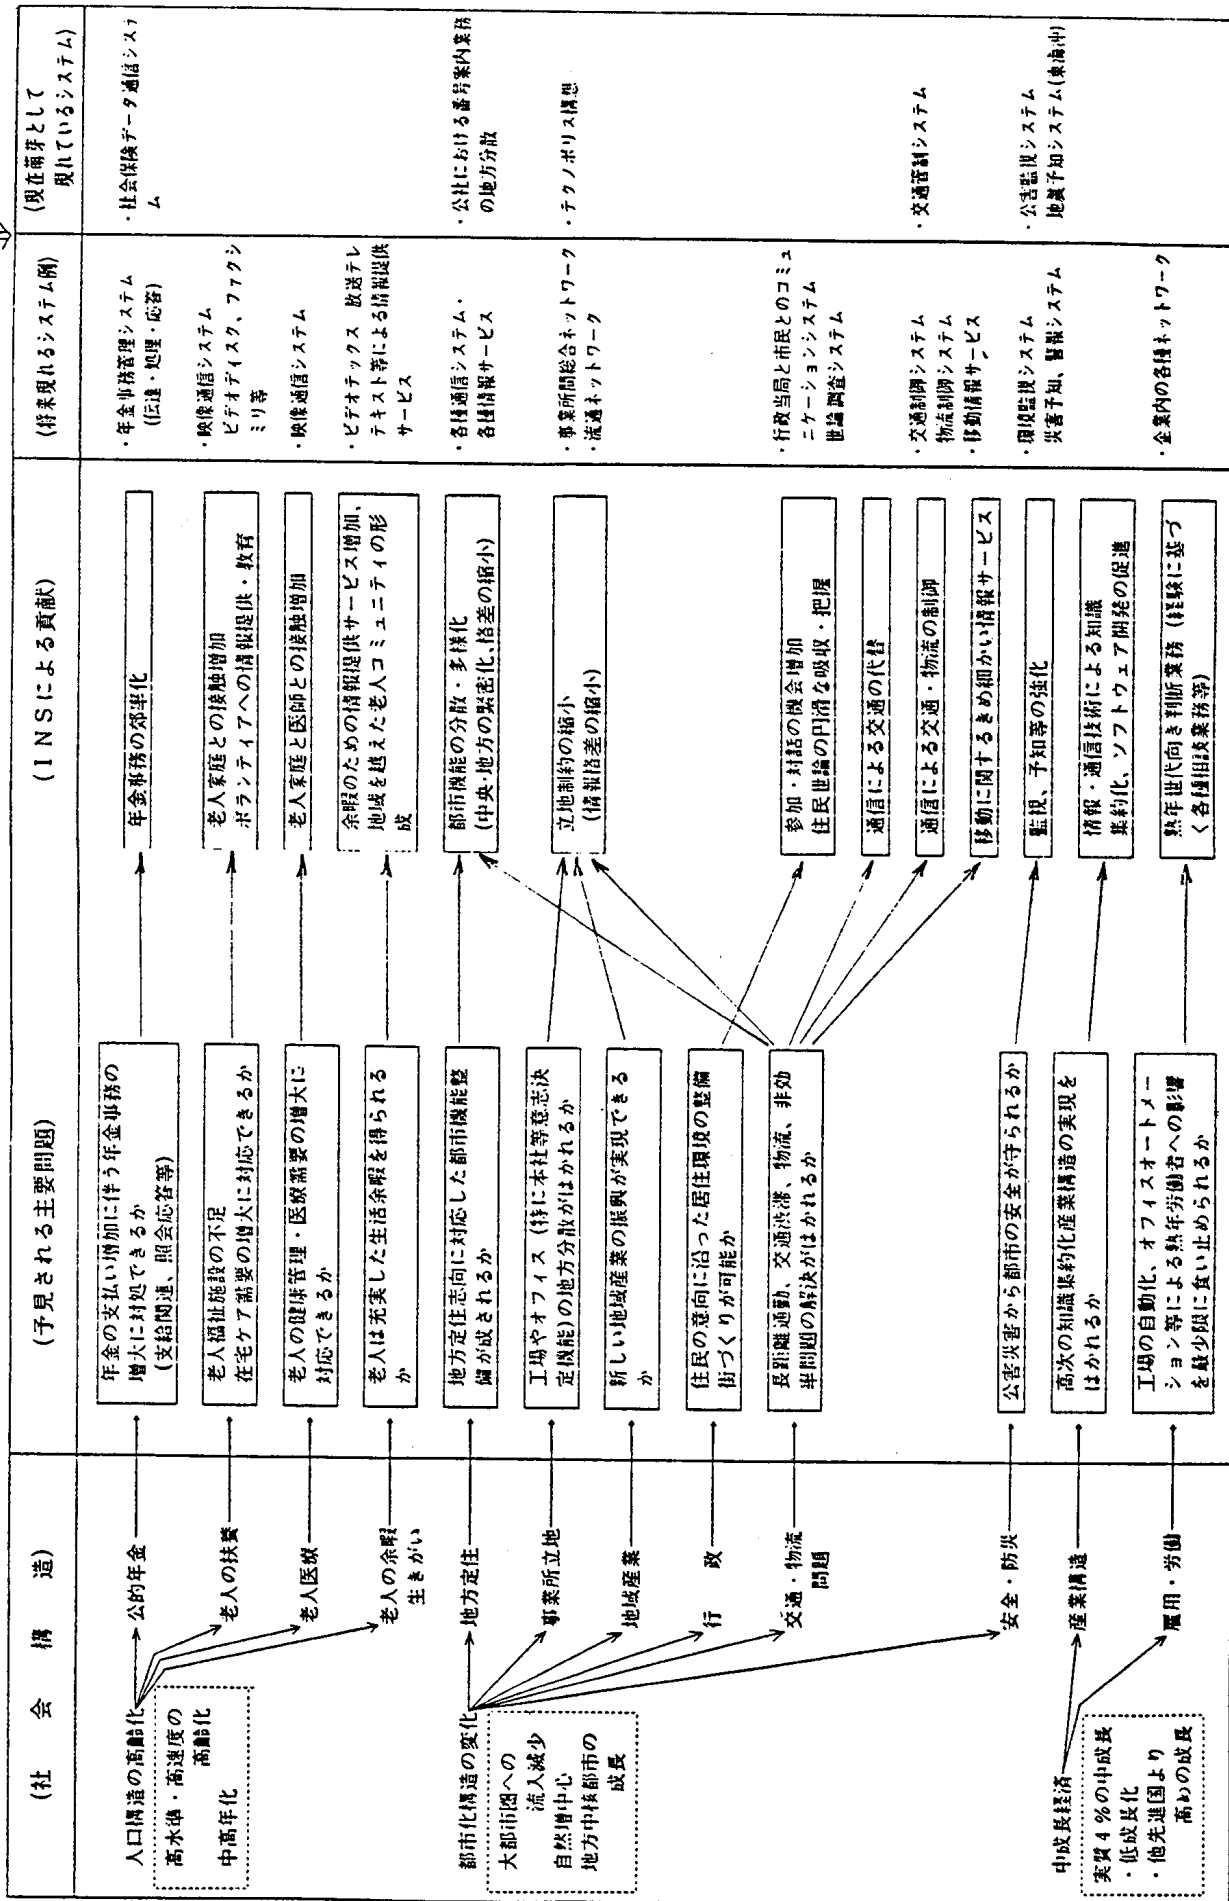 (社会構造)
(予見される主要問題)
(INSによる貢献)
(将来現れるシステム例)
(現在萌芽として
現れているシステム)
人口構造の高齢化
高水準・高速度の
高齢化
中高年化
公的年金
年金の支払い増加に伴う年金事務の
増大に対処できるか
(支給関連、照会応答等)
年金事務の効率化
・年金事務管理システム
(伝達・処理・応答)
・社会保険データ通信システ
ム
老人の扶養
老人福祉施設の不足
在宅ケア需要の増大に対応できるか
老人家庭との接触増加
ボランティアへの情報提供・教育
・映像通信システム
ビデオディスク、ファクシ
ミリ等
老人医療
老人の健康管理・医療需要の増大に
対応できるか
老人家庭と医師との接触増加
・映像通信システム
老人の余暇
生きがい
老人は充実した生活余暇を得られる
か
余暇のための情報提供サービス増加、
地域を越えた老人コミュニティの形
成
・ビデオテックス 放送テレ
テキスト等による情報提供
サービス
都市化構造の変化
大都市圏への
流入減少
自然増中心
地方中核都市の
成長
地方定住
地方定住志向に対応した都市機能整
備が成されるか
都市機能の分散・多様化
(中央・地方の緊密化、格差の縮小)
・各種通信システム・
各種情報サービス
・公社における番号案内業務
の地方分散
事業所立地
工場やオフィス(特に本社等意志決
定機能)の地方分散がはかれるか
立地制約の縮小
(情報格差の縮小)
・事業所間総合ネットワーク
・流通ネットワーク
・テクノポリス構想
地域産業
新しい地域産業の振興が実現できる
か
行政
住民の意向に沿った居住環境の整備
街づくりが可能か
参加・対話の機会増加
住民世論の円滑な吸収・把握
・行政当局と市民とのコミュ
ニケーションシステム
世論調査システム
交通・物流
問題
長距離通勤、交通渋滞、物流、非効
率問題の解決がはかれるか
通信による交通の代替
通信による交通・物流の制御
移動に関するきめ細かい情報サービス
・交通制御システム
物流制御システム
・移動情報サービス
・交通管制システム
安全・防災
公害災害から都市の安全が守られるか
監視、予知等の強化
・環境監視システム
災害予知、警報システム
・公害監視システム
地震予知システム(東海沖)
中成長経済
実質4%の中成長
・低成長化
・他先進国より
高めの成長
産業構造
高次の知識集約化産業構造の実現を
はかれるか
情報・通信技術による知識
集約化、ソフトウェア開発の促進
雇用・労働
工場の自動化、オフィスオートメー
ション等による熟年労働者への影響
を最少限に食い止められるか
熟年世代向き判断業務(経験に基づ
く各種相談業務等)
・企業内の各種ネットワーク